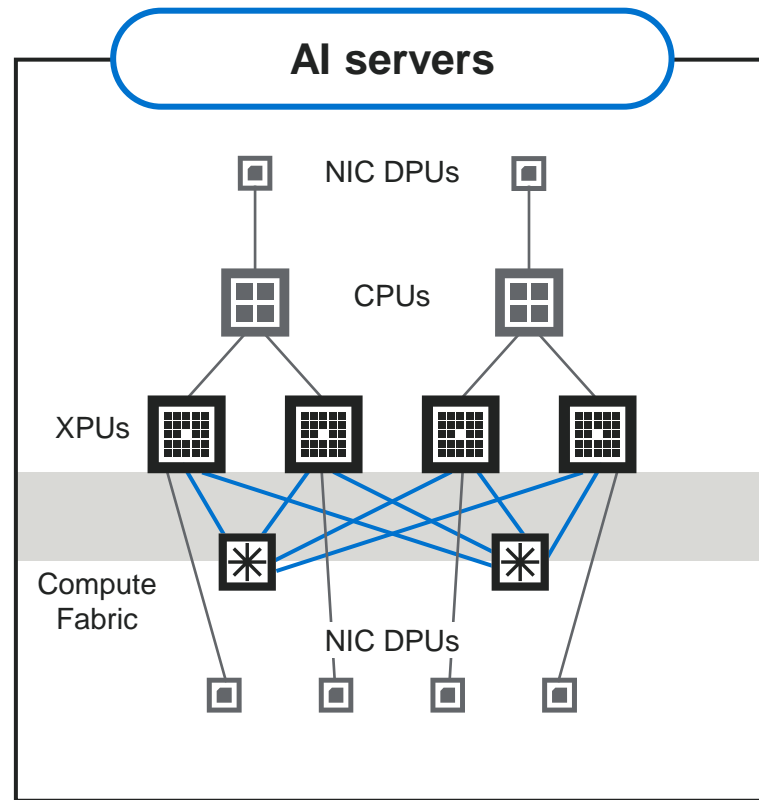 AI servers
NIC DPUs
CPUs
XPUs
Compute
Fabric
NIC DPUs